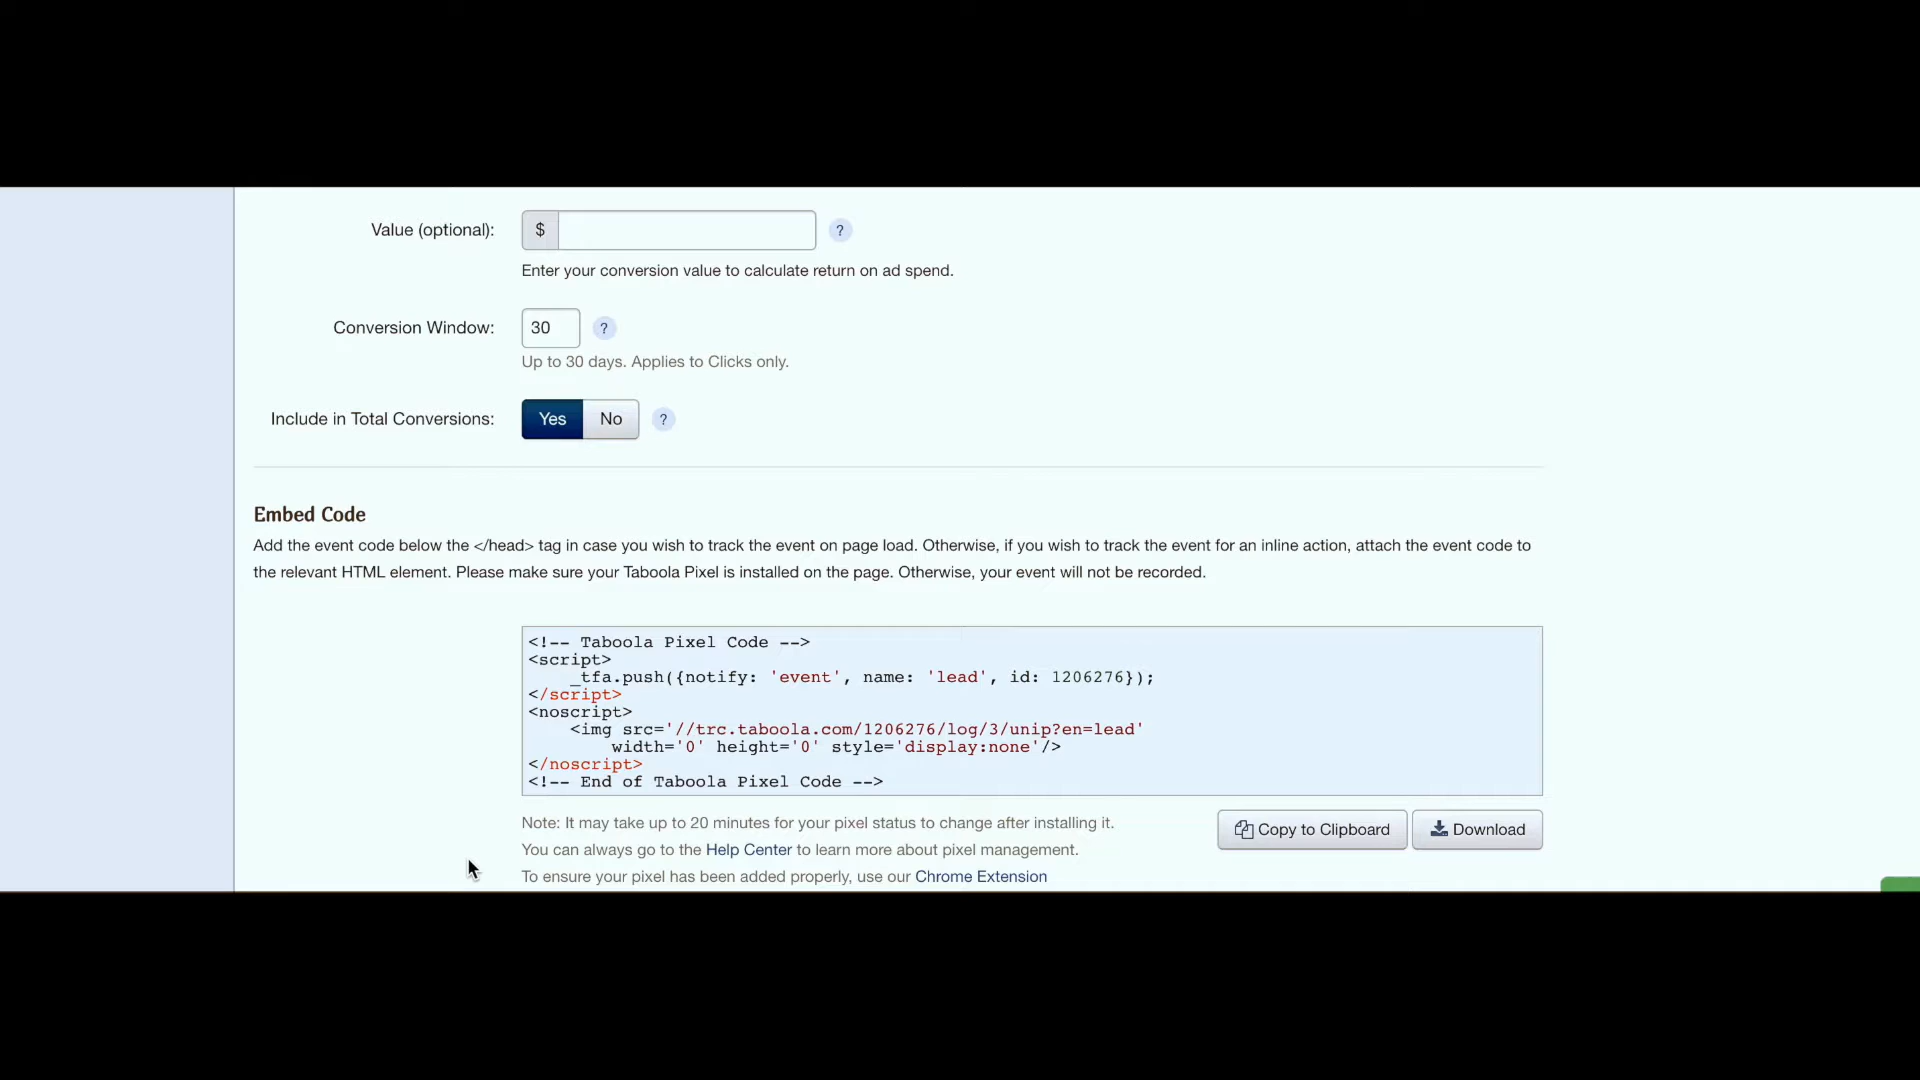 Value (optional):
$
?
Enter your conversion value to calculate return on ad spend.
Conversion Window:
30
?
Up to 30 days. Applies to Clicks only.
Include in Total Conversions:
Yes
No
?
Embed Code
Add the event code below the </head> tag in case you wish to track the event on page load. Otherwise, if you wish to track the event for an inline action, attach the event code to
the relevant HTML element. Please make sure your Taboola Pixel is installed on the page. Otherwise, your event will not be recorded.
<!-- Taboola Pixel Code -->
<script>
    _tfa.push({notify: 'event', name: 'lead', id: 1206276});
</script>
<noscript>
    <img src='//trc.taboola.com/1206276/log/3/unip?en=lead'
        width='0' height='0' style='display:none'/>
</noscript>
<!-- End of Taboola Pixel Code -->
Note: It may take up to 20 minutes for your pixel status to change after installing it.
You can always go to the Help Center to learn more about pixel management.
To ensure your pixel has been added properly, use our Chrome Extension
Copy to Clipboard
Download